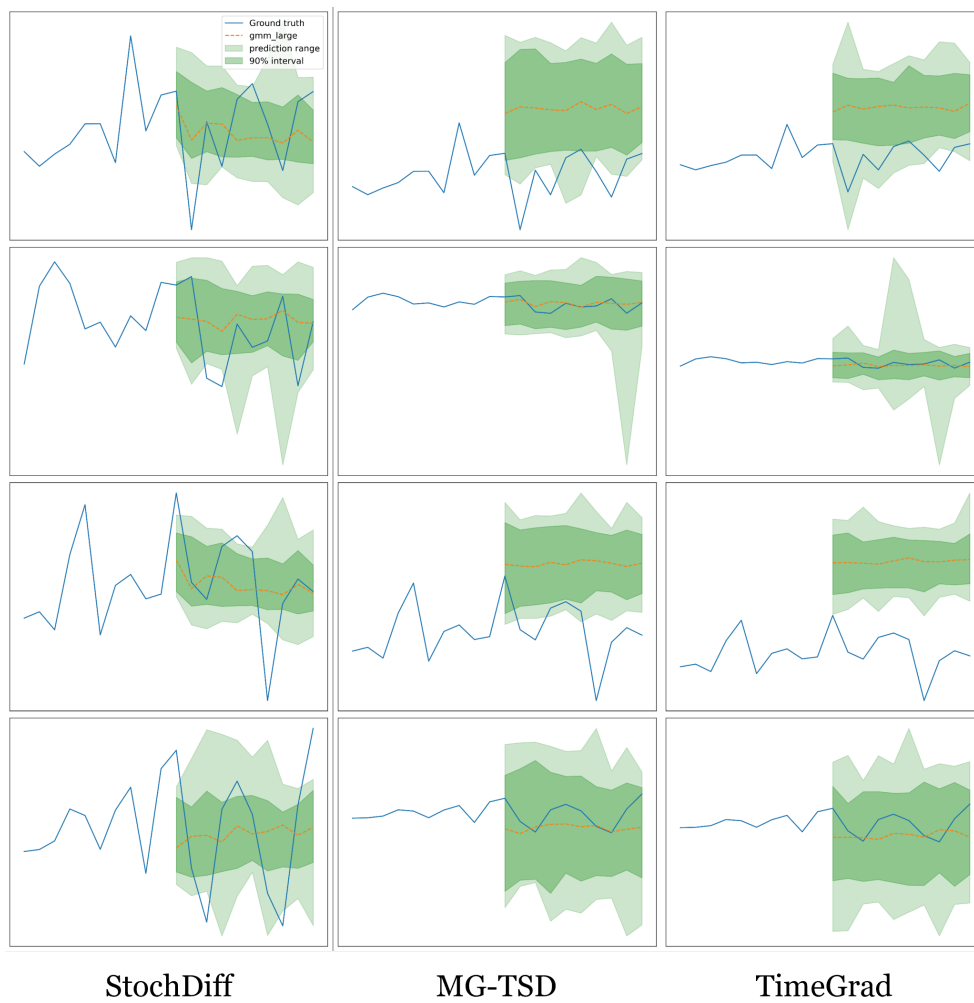 Ground truth
gmm_large
prediction range
90% interval
StochDiff MG-TSD TimeGrad